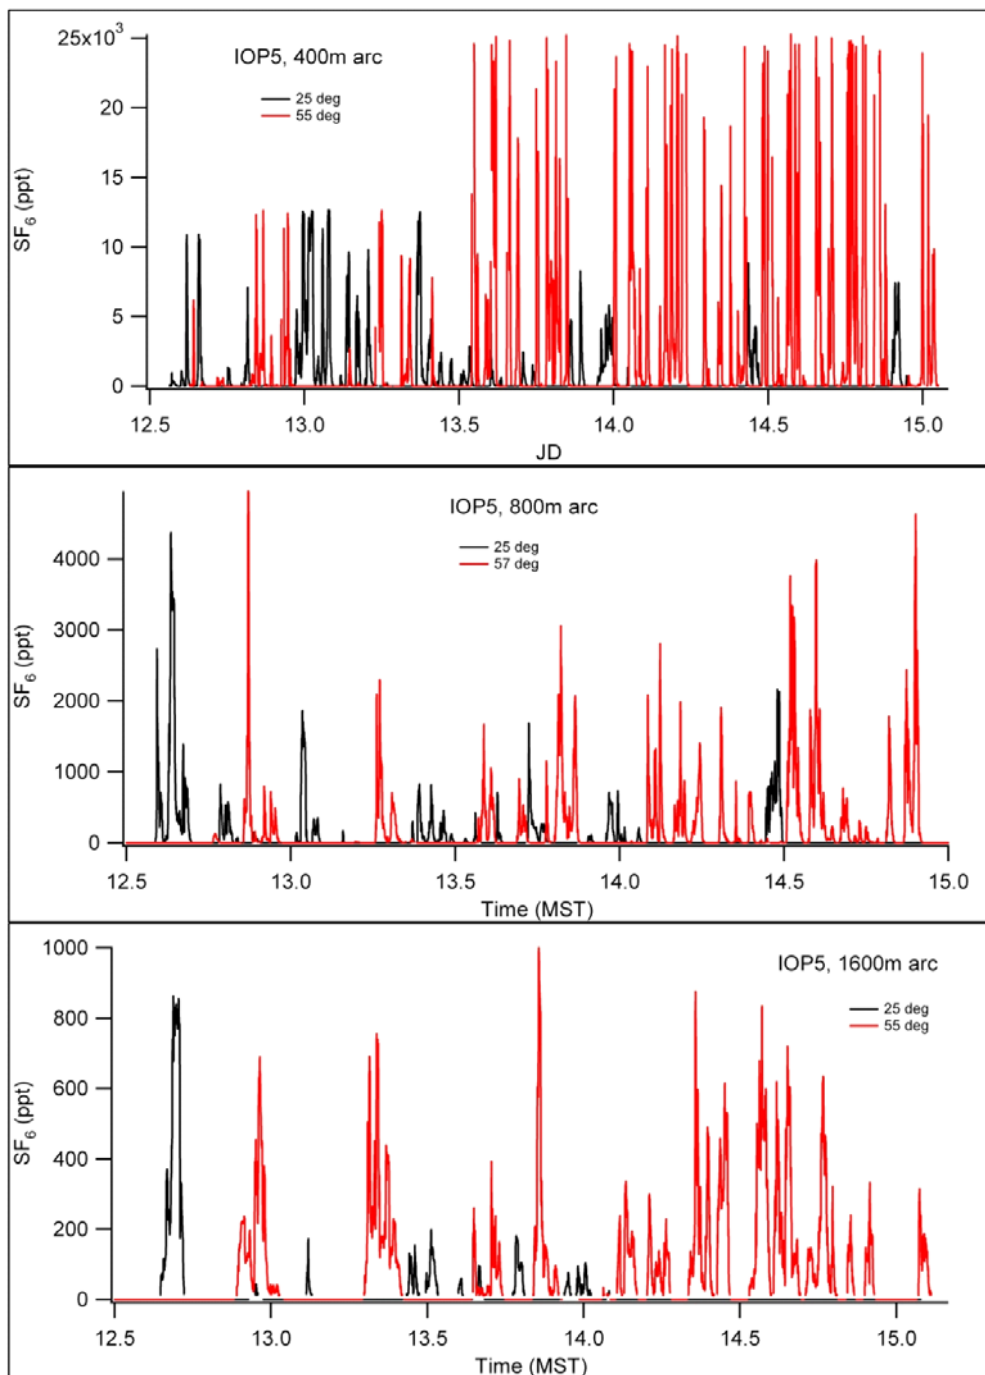 IOP5, 400m arc
25 deg
55 deg
SF6 (ppt)
25x10³
20
15
10
5
0
12.5 13.0 13.5 14.0 14.5 15.0
JD
IOP5, 800m arc
25 deg
57 deg
SF6 (ppt)
4000
3000
2000
1000
0
12.5 13.0 13.5 14.0 14.5 15.0
Time (MST)
IOP5, 1600m arc
25 deg
55 deg
SF6 (ppt)
1000
800
600
400
200
0
12.5 13.0 13.5 14.0 14.5 15.0
Time (MST)